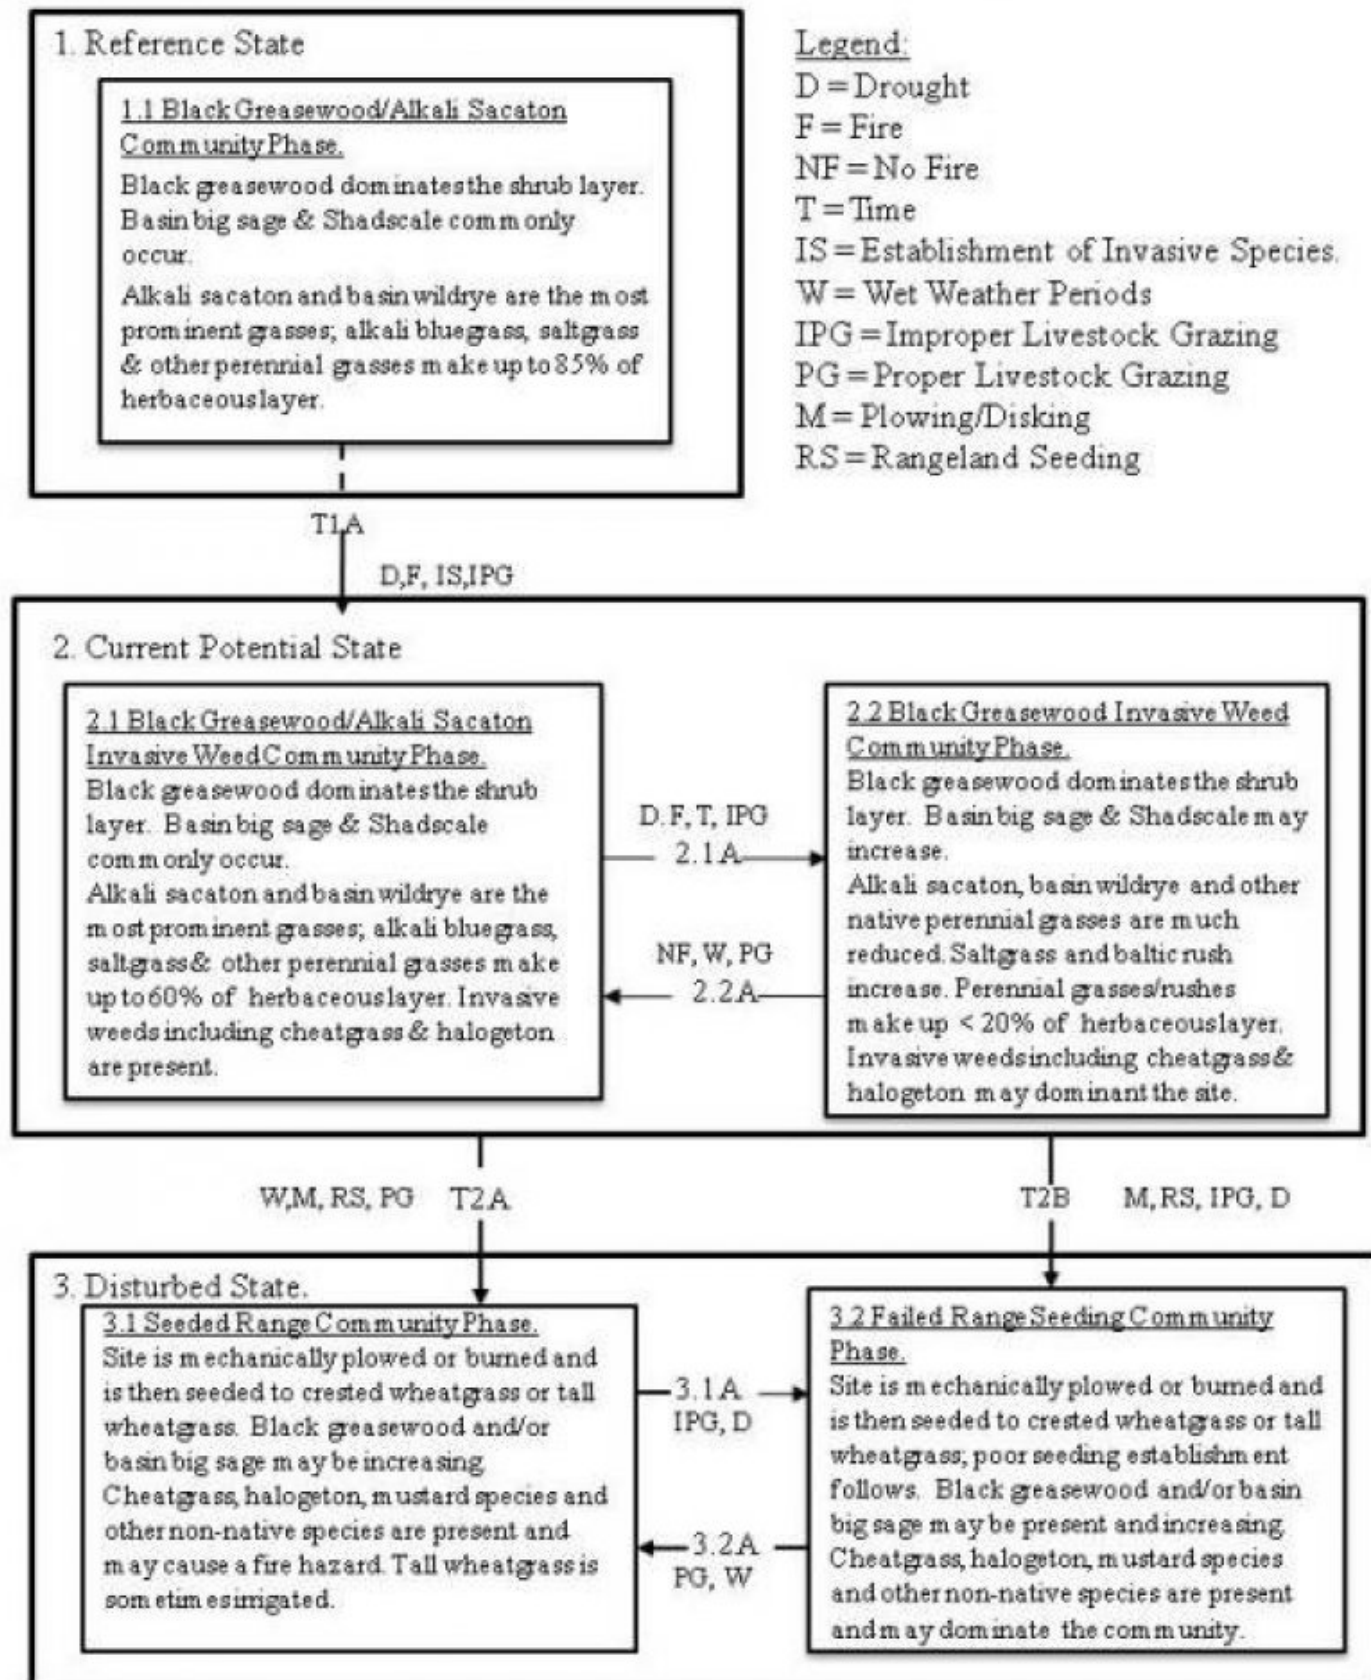 1. Reference State
1.1 Black Greasewood/Alkali Sacaton
Community Phase.
Black greasewood dominates the shrub layer.
Basin big sage & Shadscale commonly
occur.
Alkali sacaton and basin wildrye are the most
prominent grasses; alkali bluegrass, saltgrass
& other perennial grasses make up to 85% of
herbaceous layer.
Legend:
D = Drought
F = Fire
NF = No Fire
T = Time
IS = Establishment of Invasive Species.
W = Wet Weather Periods
IPG = Improper Livestock Grazing
PG = Proper Livestock Grazing
M = Plowing/Disking
RS = Rangeland Seeding
T1A
D,F, IS,IPG
2. Current Potential State
2.1 Black Greasewood/Alkali Sacaton
Invasive Weed Community Phase.
Black greasewood dominates the shrub
layer. Basin big sage & Shadscale
commonly occur.
Alkali sacaton and basin wildrye are the
most prominent grasses; alkali bluegrass,
saltgrass & other perennial grasses make
up to 60% of herbaceous layer. Invasive
weeds including cheatgrass & halogeton
are present.
D. F, T, IPG
2.1A
NF, W, PG
2.2A
2.2 Black Greasewood Invasive Weed
Community Phase.
Black greasewood dominates the shrub
layer. Basin big sage & Shadscale may
increase.
Alkali sacaton, basin wildrye and other
native perennial grasses are much
reduced. Saltgrass and baltic rush
increase. Perennial grasses/rushes
make up < 20% of herbaceous layer.
Invasive weeds including cheatgrass &
halogeton may dominant the site.
W,M, RS, PG T2A
T2B M, RS, IPG, D
3. Disturbed State.
3.1 Seeded Range Community Phase.
Site is mechanically plowed or burned and
is then seeded to crested wheatgrass or tall
wheatgrass. Black greasewood and/or
basin big sage may be increasing.
Cheatgrass, halogeton, mustard species and
other non-native species are present and
may cause a fire hazard. Tall wheatgrass is
sometimes irrigated.
3.1A
IPG, D
3.2A
PG, W
3.2 Failed Range Seeding Community
Phase.
Site is mechanically plowed or burned and
is then seeded to crested wheatgrass or tall
wheatgrass; poor seeding establishment
follows. Black greasewood and/or basin
big sage may be present and increasing.
Cheatgrass, halogeton, mustard species
and other non-native species are present
and may dominate the community.